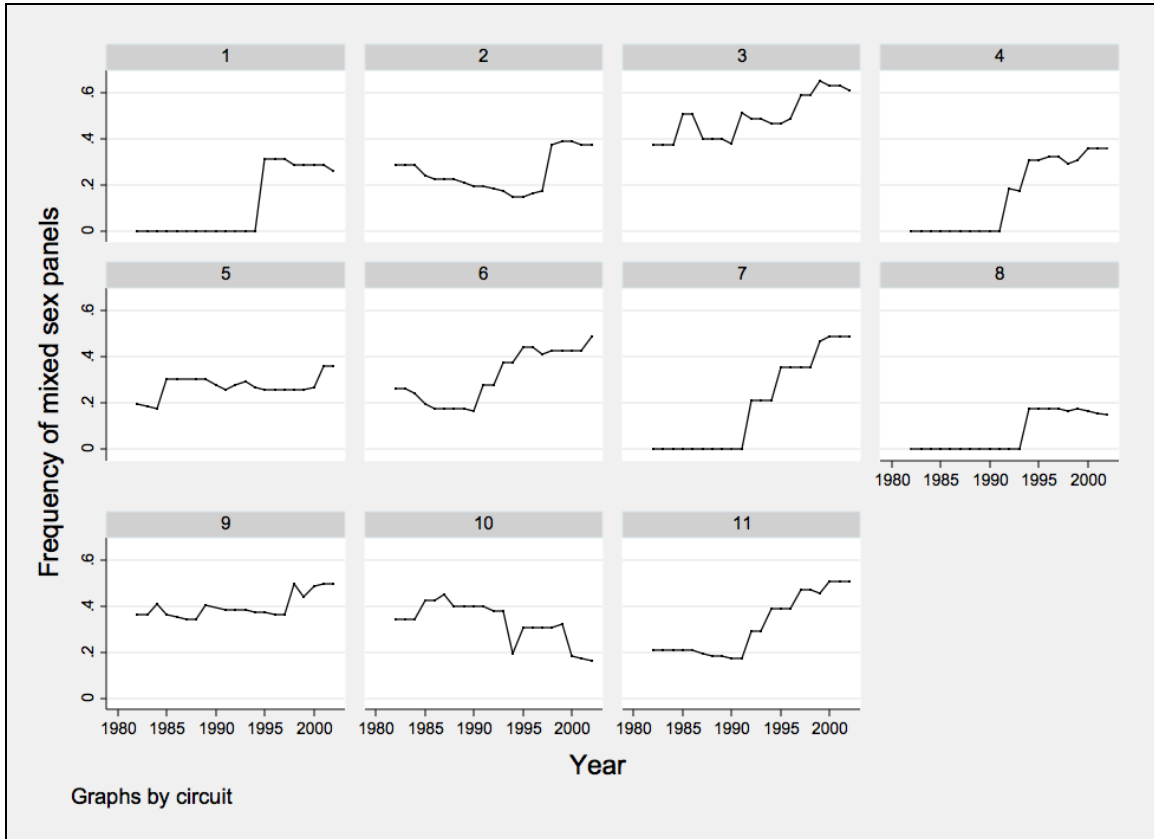 1 2 3 4
Frequency of mixed sex panels
0 .2 .4 .6
5 6 7 8
0 .2 .4 .6
1980 1985 1990 1995 2000
9 10 11
0 .2 .4 .6
1980 1985 1990 1995 2000 1980 1985 1990 1995 2000 1980 1985 1990 1995 2000
Year
Graphs by circuit